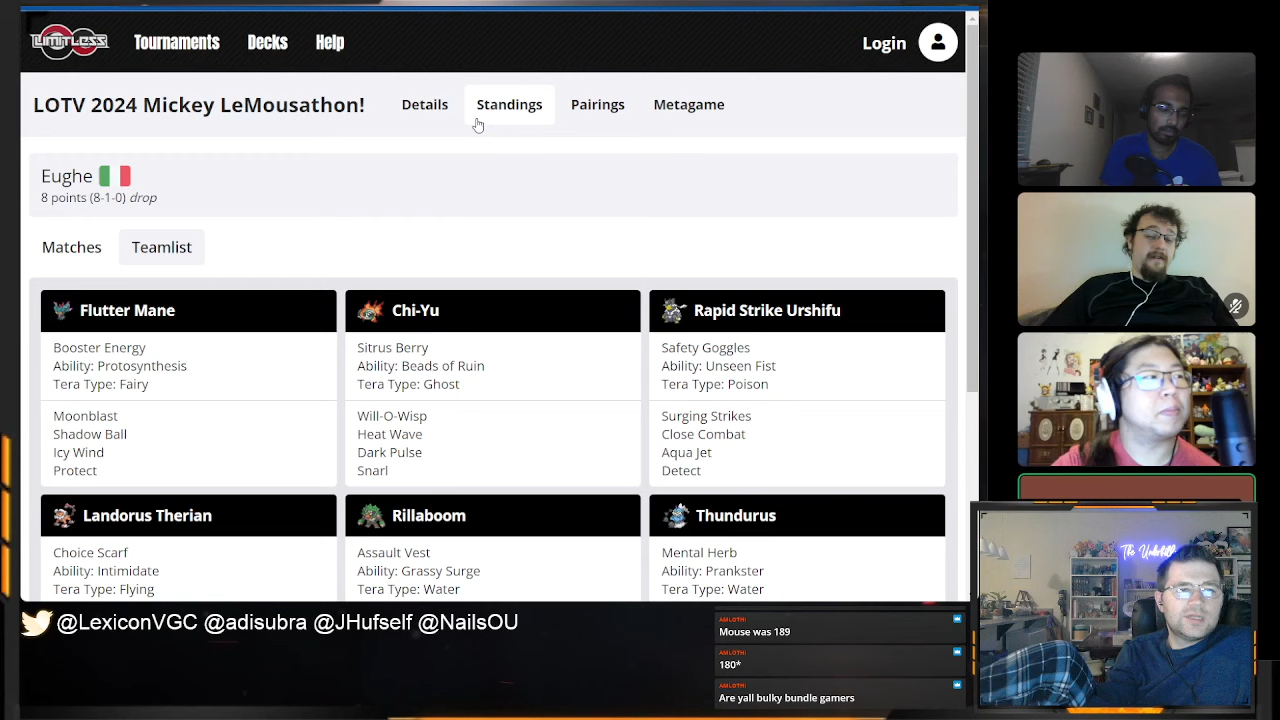 LIMITLESS
Tournaments
Decks
Help
Login
LOTV 2024 Mickey LeMousathon!
Details
Standings
Pairings
Metagame
Eughe
8 points (8-1-0) drop
Matches
Teamlist
Flutter Mane
Booster Energy
Ability: Protosynthesis
Tera Type: Fairy
Moonblast
Shadow Ball
Icy Wind
Protect
Chi-Yu
Sitrus Berry
Ability: Beads of Ruin
Tera Type: Ghost
Will-O-Wisp
Heat Wave
Dark Pulse
Snarl
Rapid Strike Urshifu
Safety Goggles
Ability: Unseen Fist
Tera Type: Poison
Surging Strikes
Close Combat
Aqua Jet
Detect
Landorus Therian
Choice Scarf
Ability: Intimidate
Tera Type: Flying
Rillaboom
Assault Vest
Ability: Grassy Surge
Tera Type: Water
Thundurus
Mental Herb
Ability: Prankster
Tera Type: Water
@LexiconVGC @adisubra @JHufself @NailsOU
AMLOTHI
Mouse was 189
AMLOTHI
180*
AMLOTHI
Are yall bulky bundle gamers
The